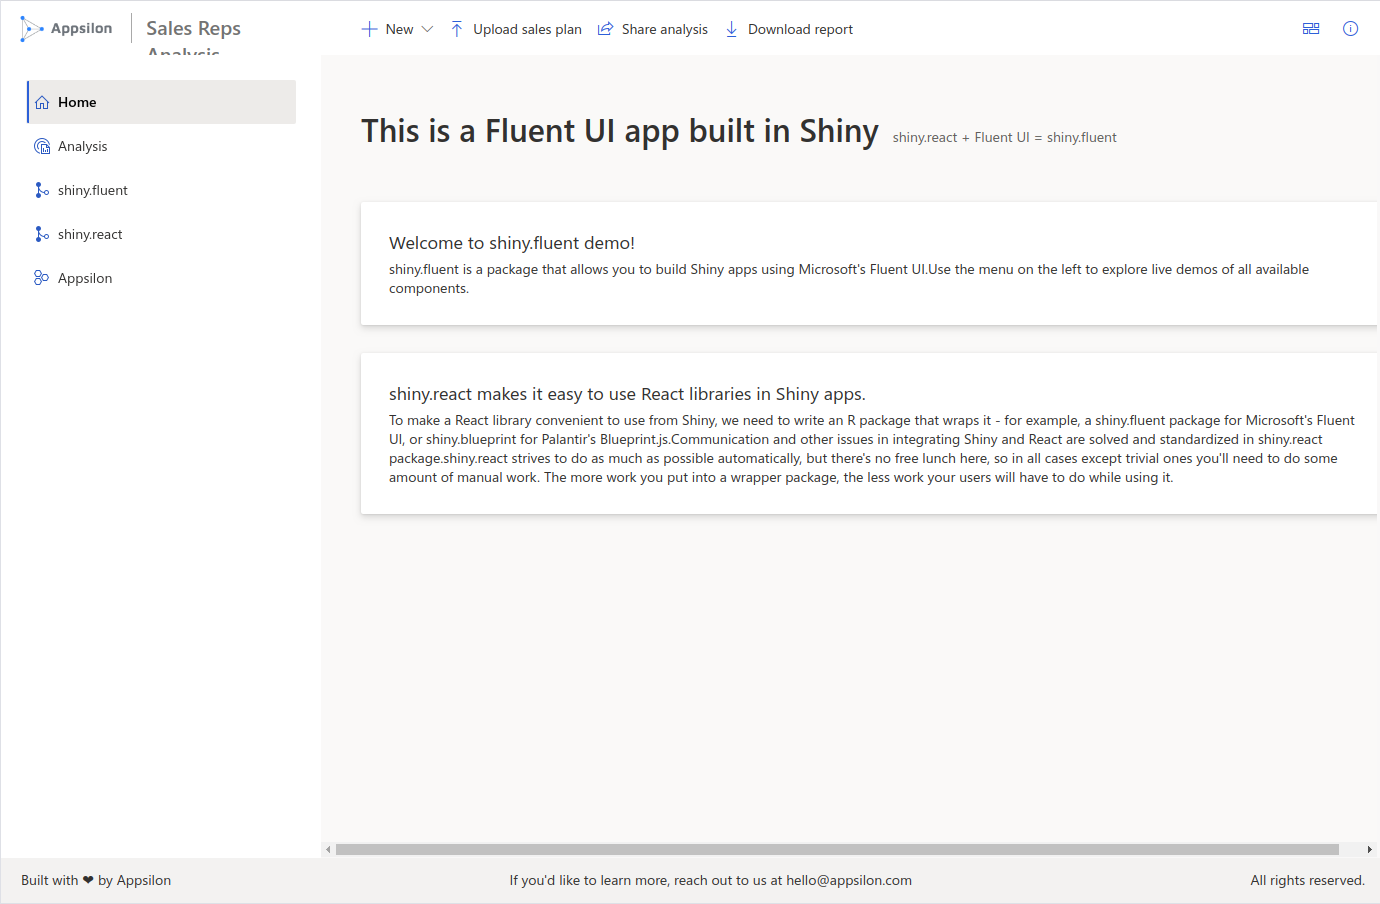 Appsilon
Sales Reps
Analysis
New
Upload sales plan
Share analysis
Download report
Home
Analysis
shiny.fluent
shiny.react
Appsilon
This is a Fluent UI app built in Shiny
shiny.react + Fluent UI = shiny.fluent
Welcome to shiny.fluent demo!
shiny.fluent is a package that allows you to build Shiny apps using Microsoft's Fluent UI.Use the menu on the left to explore live demos of all available
components.
shiny.react makes it easy to use React libraries in Shiny apps.
To make a React library convenient to use from Shiny, we need to write an R package that wraps it - for example, a shiny.fluent package for Microsoft's Fluent
UI, or shiny.blueprint for Palantir's Blueprint.js.Communication and other issues in integrating Shiny and React are solved and standardized in shiny.react
package.shiny.react strives to do as much as possible automatically, but there's no free lunch here, so in all cases except trivial ones you'll need to do some
amount of manual work. The more work you put into a wrapper package, the less work your users will have to do while using it.
Built with ❤ by Appsilon
If you'd like to learn more, reach out to us at hello@appsilon.com
All rights reserved.